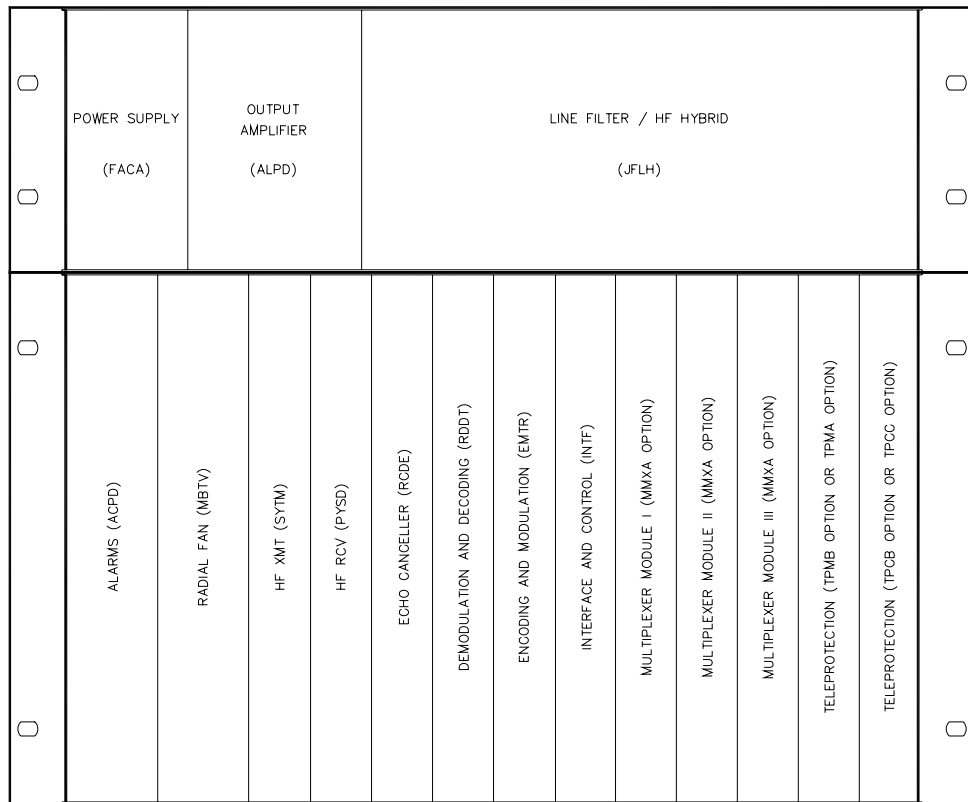 POWER SUPPLY
(FACA)
OUTPUT
AMPLIFIER
(ALPD)
LINE FILTER / HF HYBRID
(JFLH)
ALARMS (ACPD)
RADIAL FAN (MBTV)
HF XMT (SYTM)
HF RCV (PYSD)
ECHO CANCELLER (RCDE)
DEMODULATION AND DECODING (RDDT)
ENCODING AND MODULATION (EMTR)
INTERFACE AND CONTROL (INTF)
MULTIPLEXER MODULE I (MMXA OPTION)
MULTIPLEXER MODULE II (MMXA OPTION)
MULTIPLEXER MODULE III (MMXA OPTION)
TELEPROTECTION (TPMB OPTION OR TPMA OPTION)
TELEPROTECTION (TPCB OPTION OR TPCC OPTION)